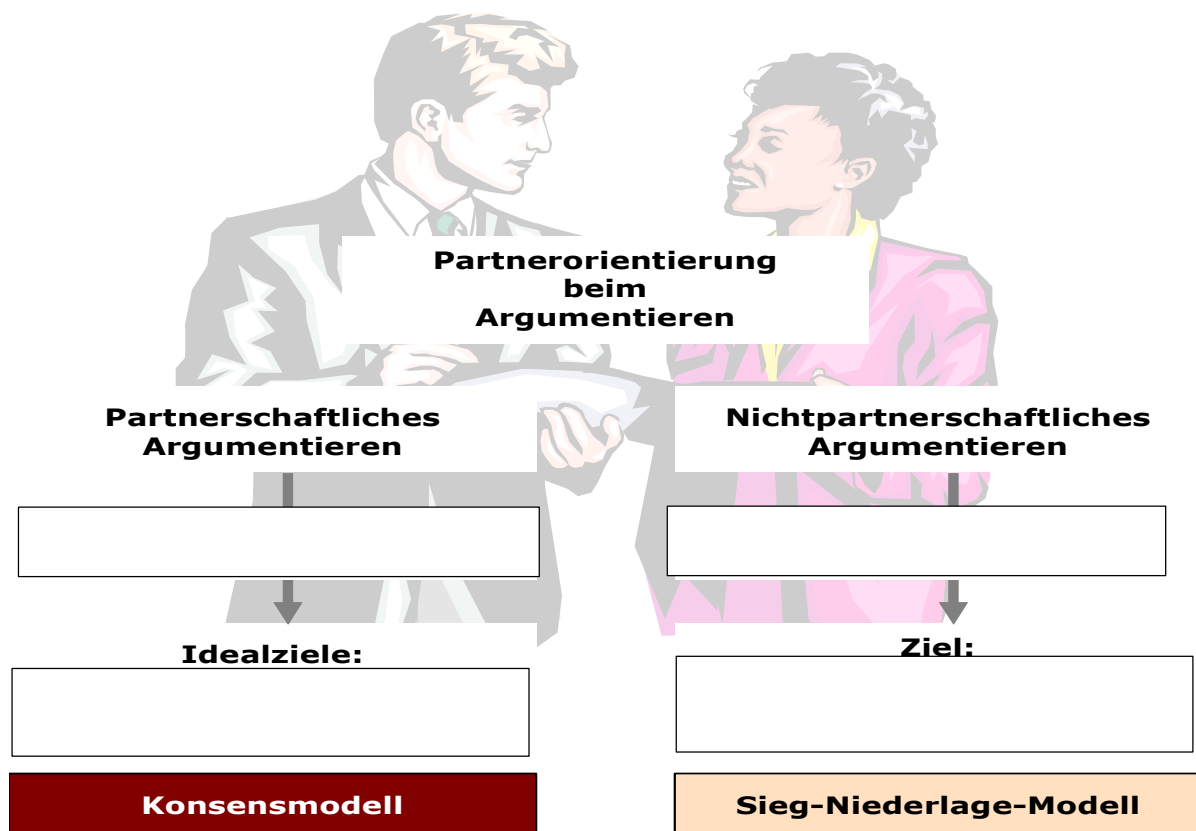 Partnerorientierung
beim
Argumentieren
Partnerschaftliches
Argumentieren
Nichtpartnerschaftliches
Argumentieren
Idealziele:
Ziel:
Konsensmodell
Sieg-Niederlage-Modell